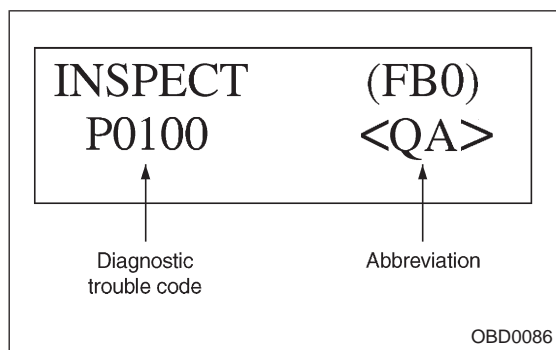 INSPECT (FB0)
P0100 <QA>
Diagnostic
trouble code
Abbreviation
OBD0086